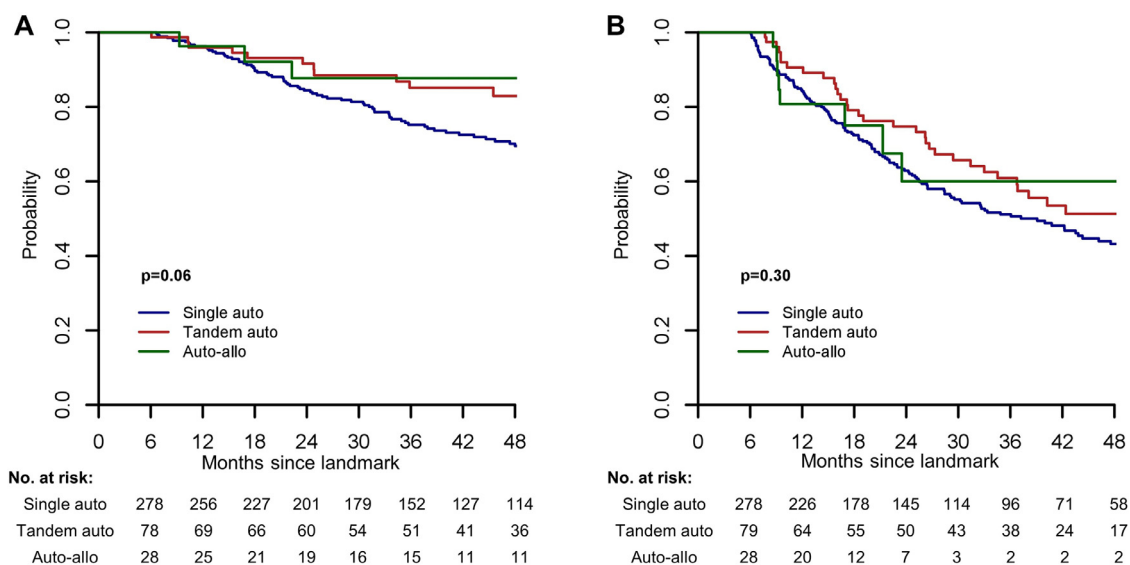 A
Probability
1.0
0.8
0.6
0.4
0.2
0.0
p=0.06
Single auto
Tandem auto
Auto-allo
0 6 12 18 24 30 36 42 48
Months since landmark
No. at risk:
Single auto 278 256 227 201 179 152 127 114
Tandem auto 78 69 66 60 54 51 41 36
Auto-allo 28 25 21 19 16 15 11 11
B
Probability
1.0
0.8
0.6
0.4
0.2
0.0
p=0.30
Single auto
Tandem auto
Auto-allo
0 6 12 18 24 30 36 42 48
Months since landmark
No. at risk:
Single auto 278 226 178 145 114 96 71 58
Tandem auto 79 64 55 50 43 38 24 17
Auto-allo 28 20 12 7 3 2 2 2